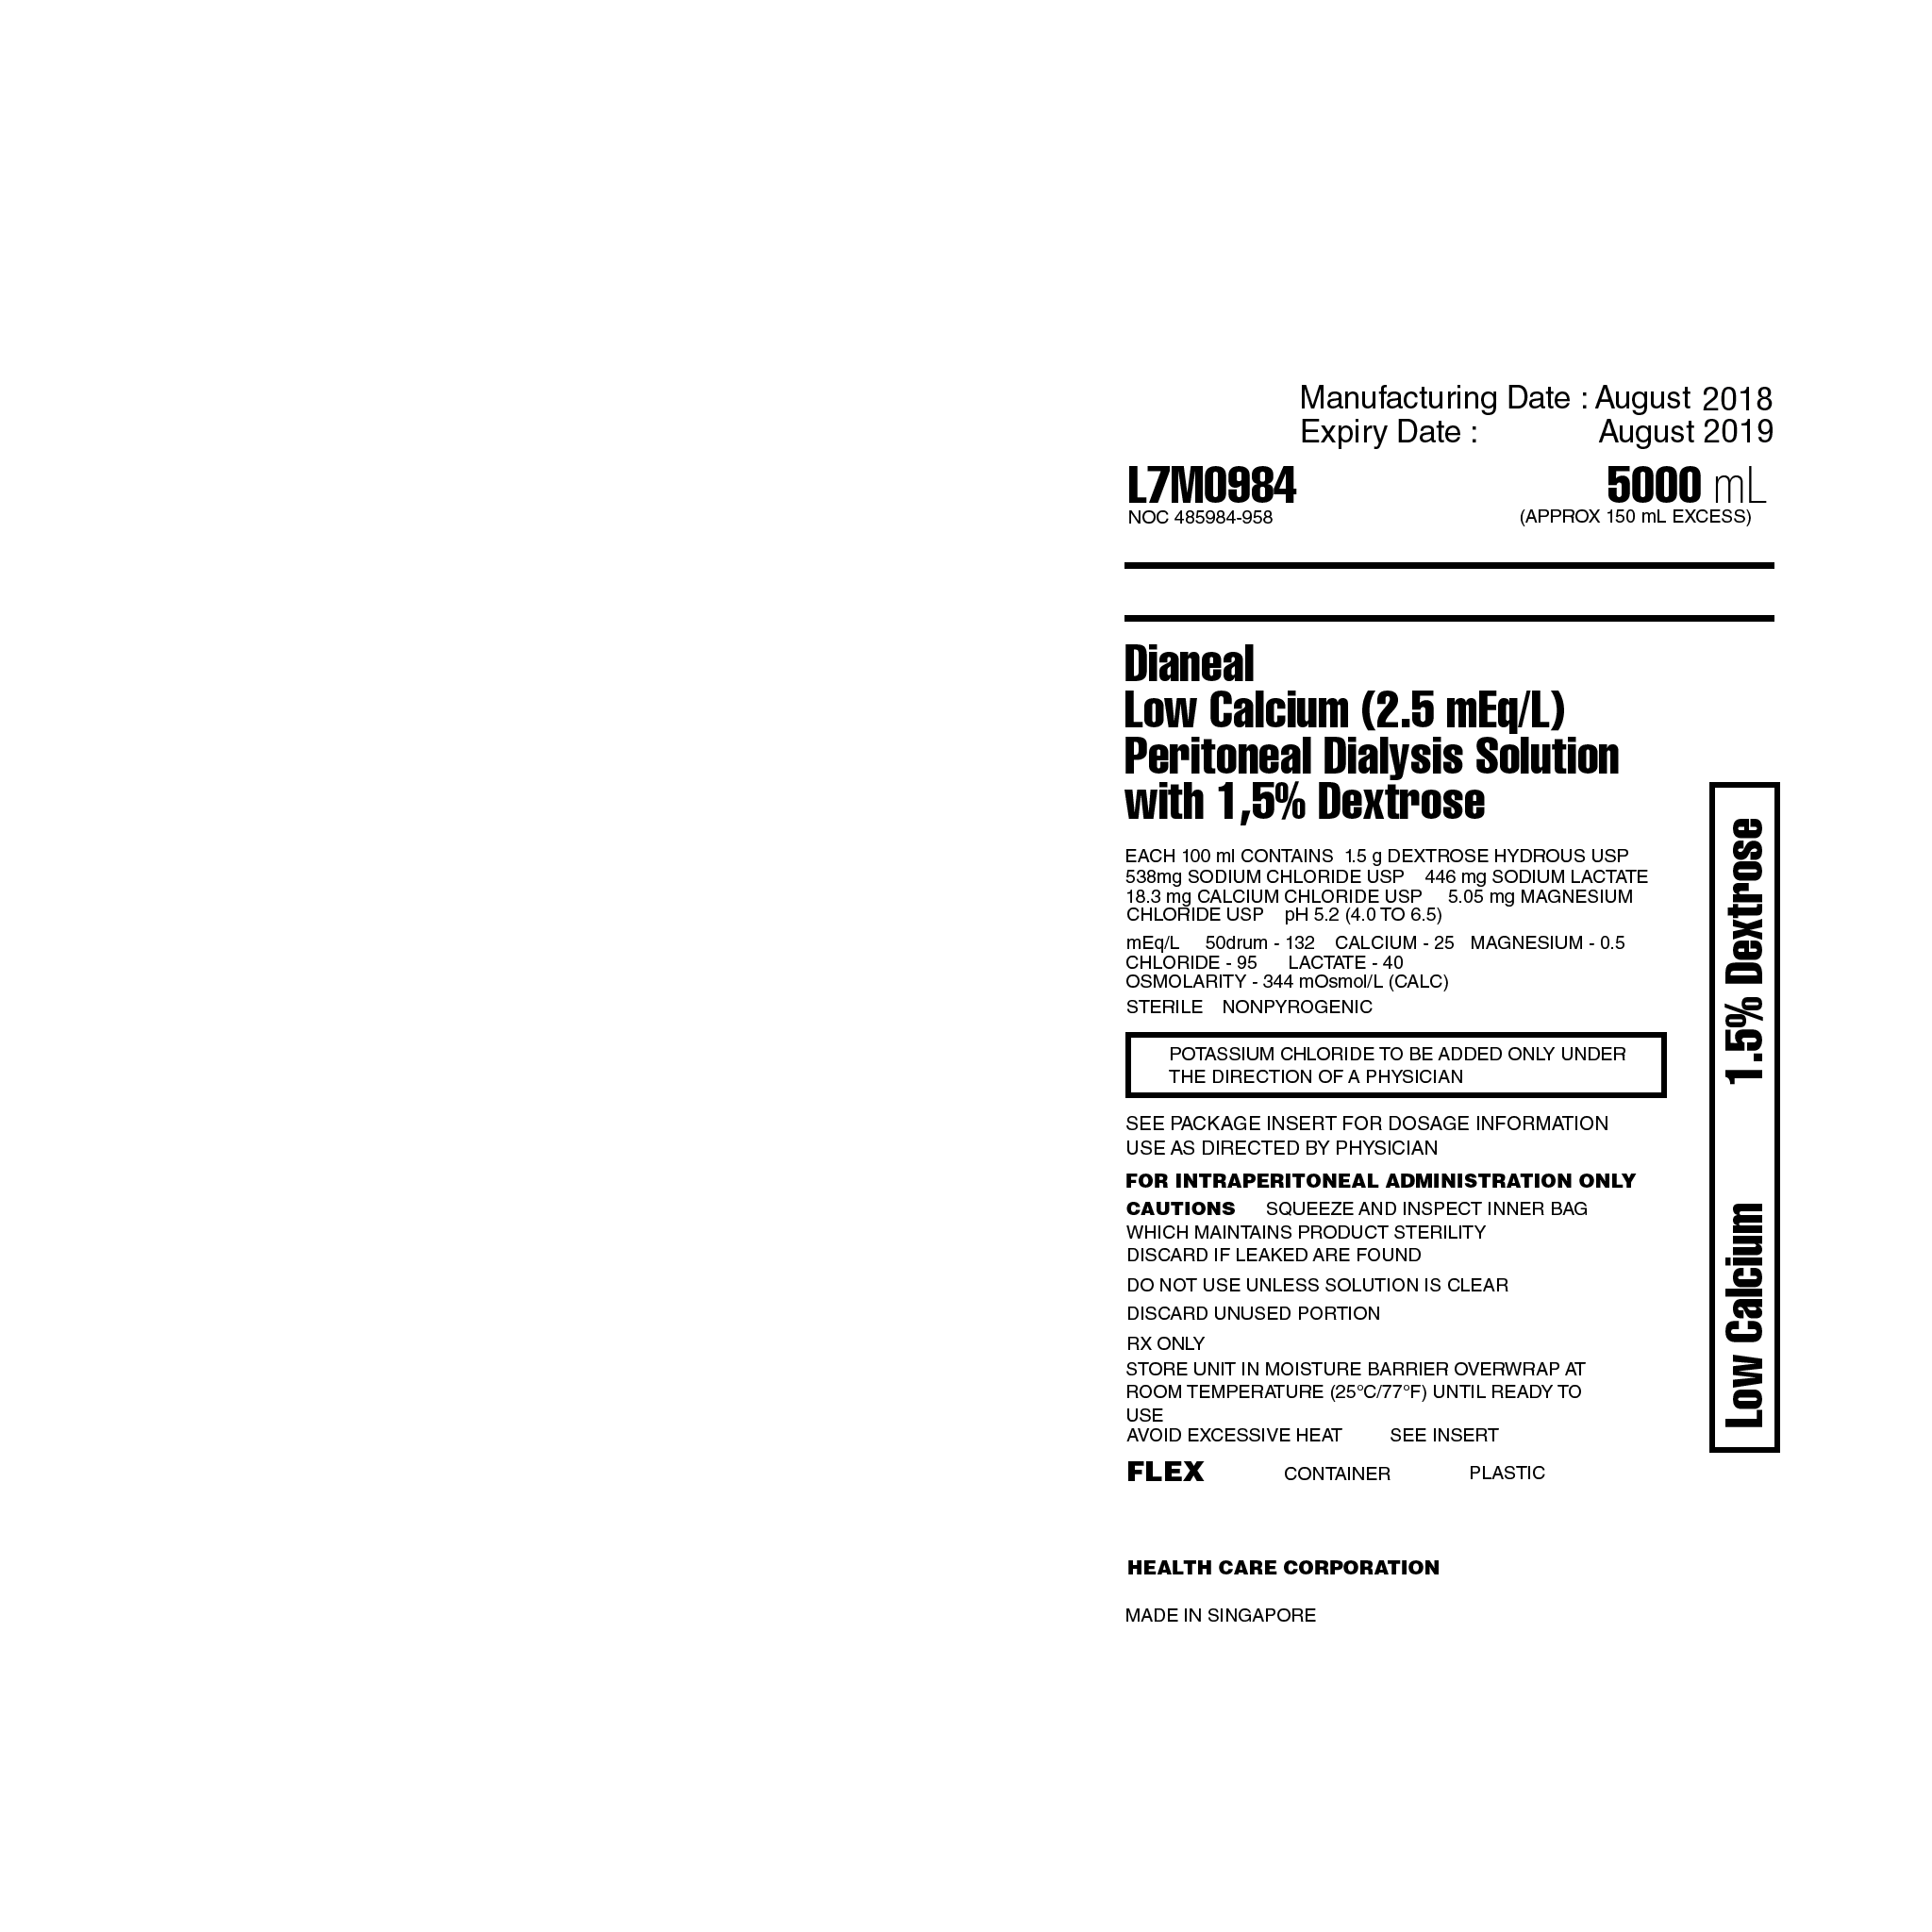 Manufacturing Date : August 2018
Expiry Date : August 2019
L7M0984 5000 mL
NOC 485984-958 (APPROX 150 mL EXCESS)
Dianeal
Low Calcium (2.5 mEq/L)
Peritoneal Dialysis Solution
with 1,5% Dextrose
EACH 100 ml CONTAINS 1.5 g DEXTROSE HYDROUS USP
538mg SODIUM CHLORIDE USP 446 mg SODIUM LACTATE
18.3 mg CALCIUM CHLORIDE USP 5.05 mg MAGNESIUM
CHLORIDE USP pH 5.2 (4.0 TO 6.5)
mEq/L 50drum - 132 CALCIUM - 25 MAGNESIUM - 0.5
CHLORIDE - 95 LACTATE - 40
OSMOLARITY - 344 mOsmol/L (CALC)
STERILE NONPYROGENIC
POTASSIUM CHLORIDE TO BE ADDED ONLY UNDER
THE DIRECTION OF A PHYSICIAN
SEE PACKAGE INSERT FOR DOSAGE INFORMATION
USE AS DIRECTED BY PHYSICIAN
FOR INTRAPERITONEAL ADMINISTRATION ONLY
CAUTIONS SQUEEZE AND INSPECT INNER BAG
WHICH MAINTAINS PRODUCT STERILITY
DISCARD IF LEAKED ARE FOUND
DO NOT USE UNLESS SOLUTION IS CLEAR
DISCARD UNUSED PORTION
RX ONLY
STORE UNIT IN MOISTURE BARRIER OVERWRAP AT
ROOM TEMPERATURE (25°C/77°F) UNTIL READY TO
USE
AVOID EXCESSIVE HEAT SEE INSERT
FLEX CONTAINER PLASTIC
HEALTH CARE CORPORATION
MADE IN SINGAPORE
Low Calcium 1.5% Dextrose